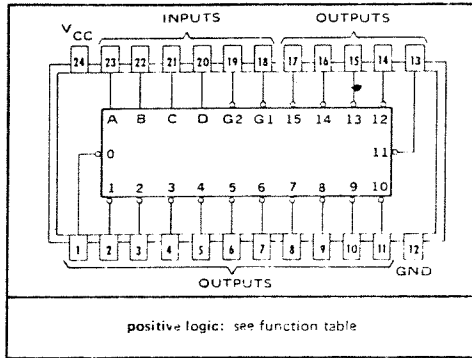 INPUTS OUTPUTS
VCC
24 23 22 21 20 19 18 17 16 15 14 13
A B C D G2 G1 15 14 13 12
0 11
1 2 3 4 5 6 7 8 9 10
1 2 3 4 5 6 7 8 9 10 11 12
GND
OUTPUTS
positive logic: see function table